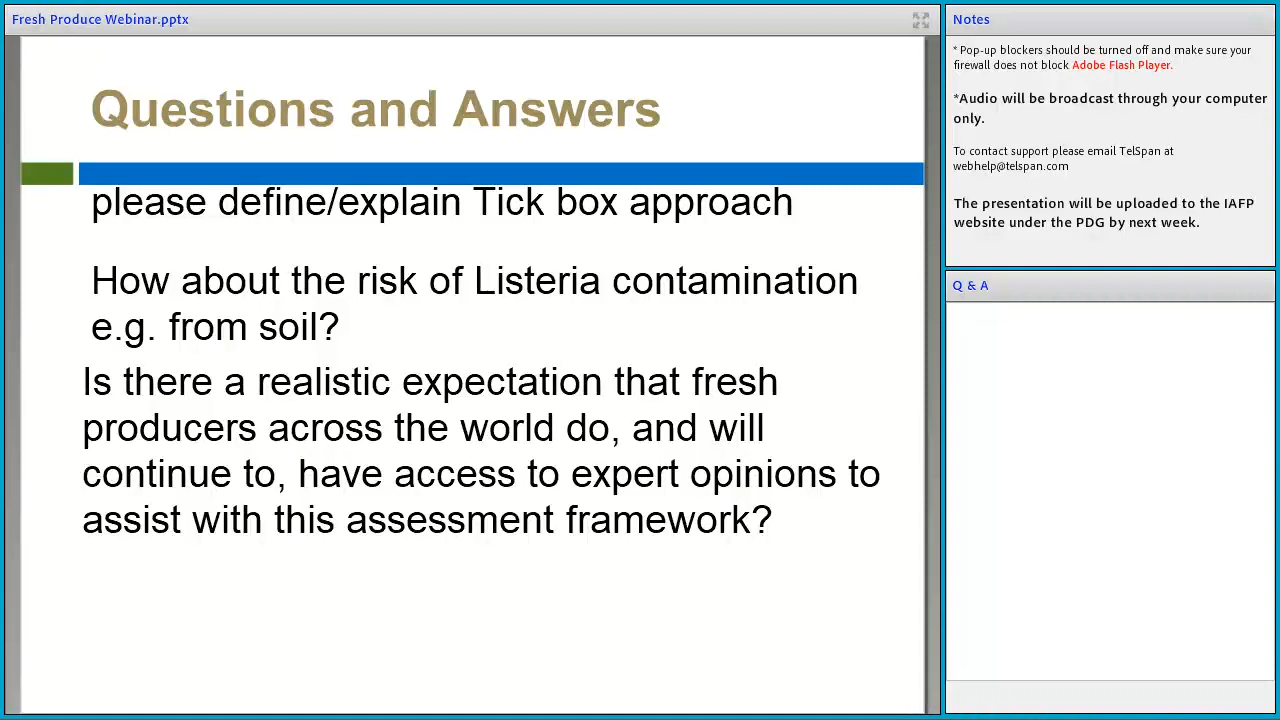 Fresh Produce Webinar.pptx
Questions and Answers
please define/explain Tick box approach
How about the risk of Listeria contamination
e.g. from soil?
Is there a realistic expectation that fresh
producers across the world do, and will
continue to, have access to expert opinions to
assist with this assessment framework?
Notes
* Pop-up blockers should be turned off and make sure your
firewall does not block Adobe Flash Player.
*Audio will be broadcast through your computer
only.
To contact support please email TelSpan at
webhelp@telspan.com
The presentation will be uploaded to the IAFP
website under the PDG by next week.
Q & A